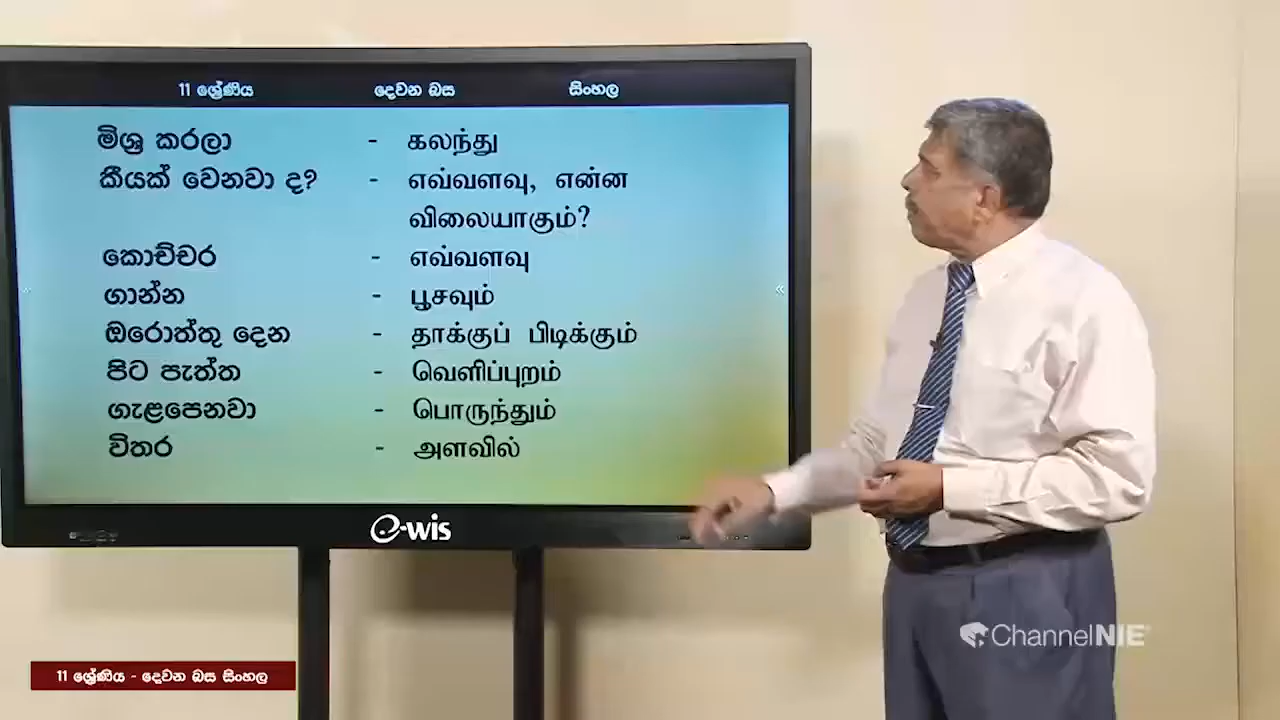 11 ශ්‍රේණිය දෙවන බස සිංහල
මිශ්‍ර කරලා - கலந்து
කීයක් වෙනවා ද? - எவ்வளவு, என்ன
விலையாகும்?
කොච්චර - எவ்வளவு
ගාන්න - பூசவும்
ඔරොත්තු දෙන - தாக்குப் பிடிக்கும்
පිට පැත්ත - வெளிப்புறம்
ගැළපෙනවා - பொருந்தும்
විතර - அளவில்
e-wis
ChannelNIE
11 ශ්‍රේණිය - දෙවන බස සිංහල